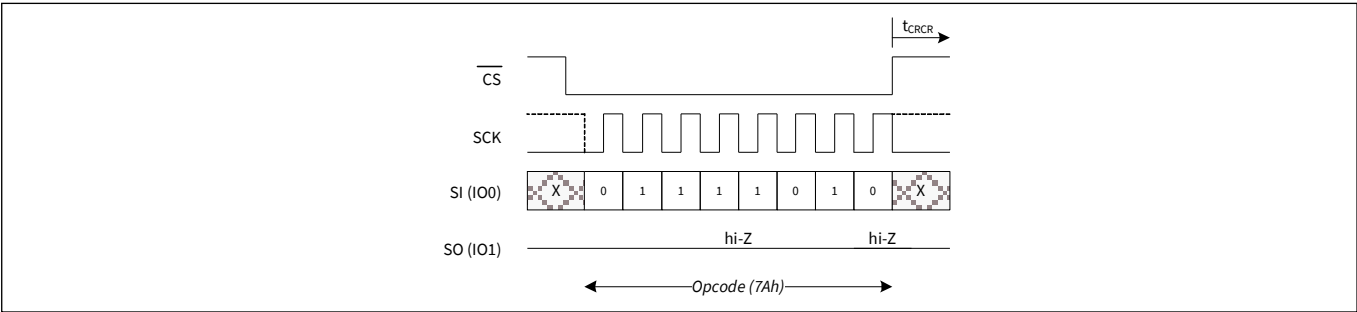 tCRCR
CS
SCK
SI (IO0) X 0 1 1 1 1 0 1 0 X
hi-Z hi-Z
SO (IO1)
Opcode (7Ah)